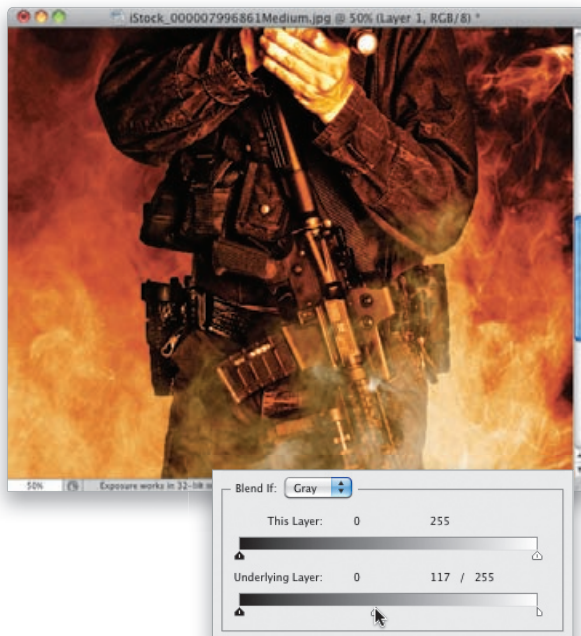 iStock_000007996861Medium.jpg @ 50% (Layer 1, RGB/8) *
50% Exposure works in 32-bit
Blend If: Gray
This Layer: 0 255
Underlying Layer: 0 117 / 255